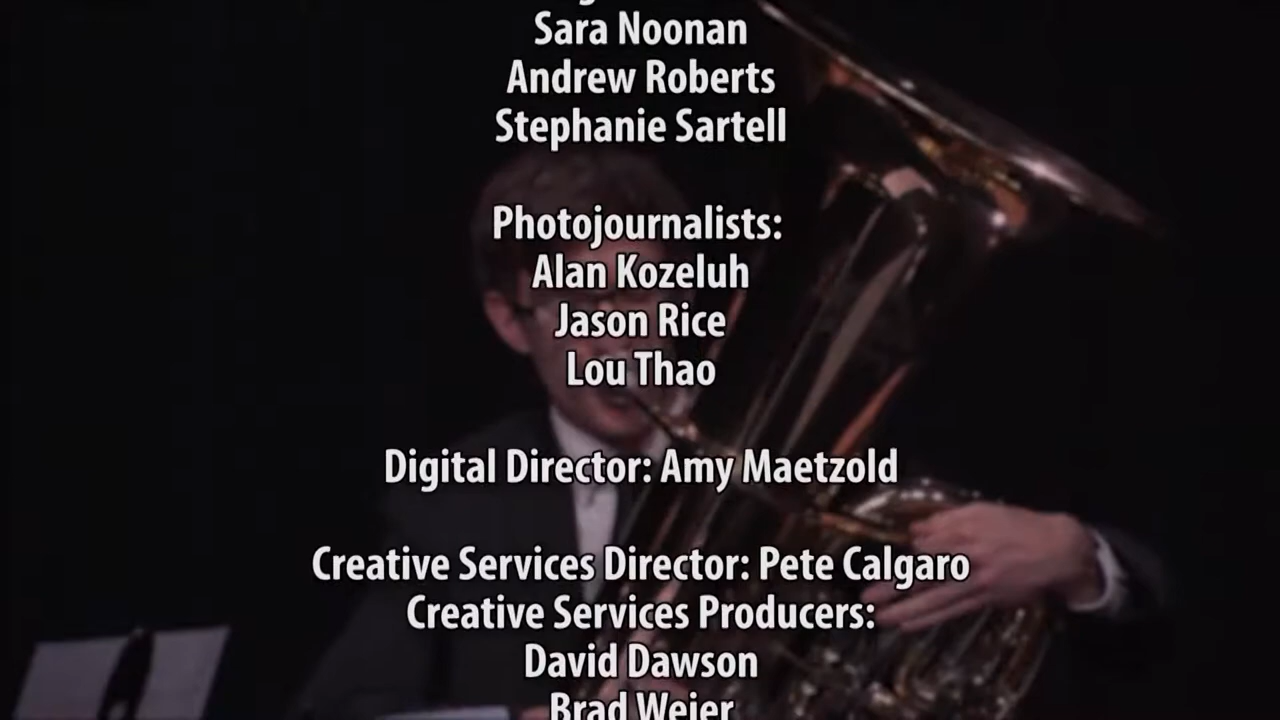 Sara Noonan
Andrew Roberts
Stephanie Sartell
Photojournalists:
Alan Kozeluh
Jason Rice
Lou Thao
Digital Director: Amy Maetzold
Creative Services Director: Pete Calgaro
Creative Services Producers:
David Dawson
Brad Weier